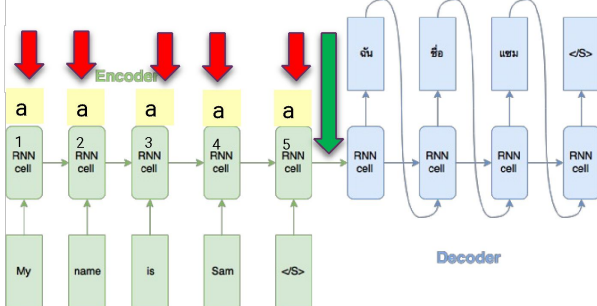 ฉัน
ชื่อ
แซม
</S>
Encoder
a
a
a
a
a
1
RNN
cell
2
RNN
cell
3
RNN
cell
4
RNN
cell
5
RNN
cell
RNN
cell
RNN
cell
RNN
cell
RNN
cell
My
name
is
Sam
</S>
Decoder